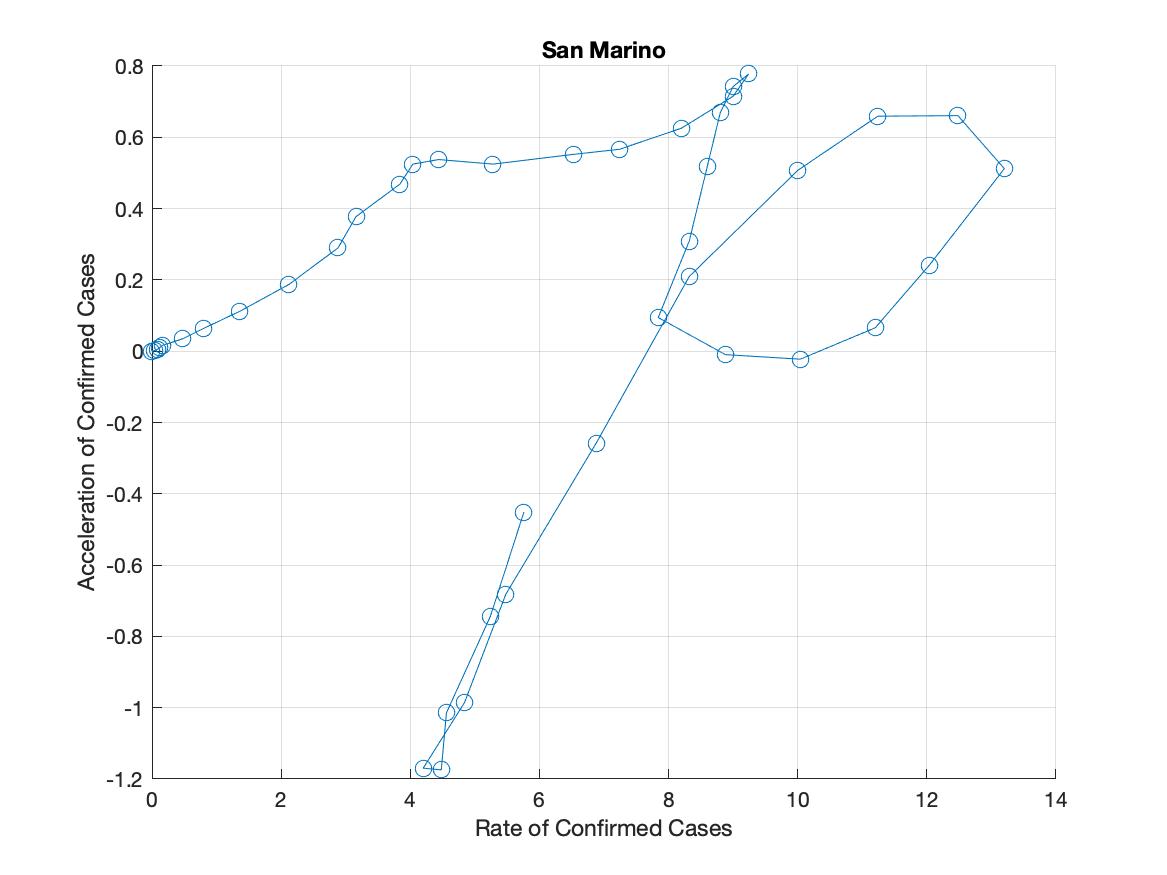 San Marino
0.8
0.6
0.4
0.2
0
-0.2
-0.4
-0.6
-0.8
-1
-1.2
0 2 4 6 8 10 12 14
Acceleration of Confirmed Cases
Rate of Confirmed Cases